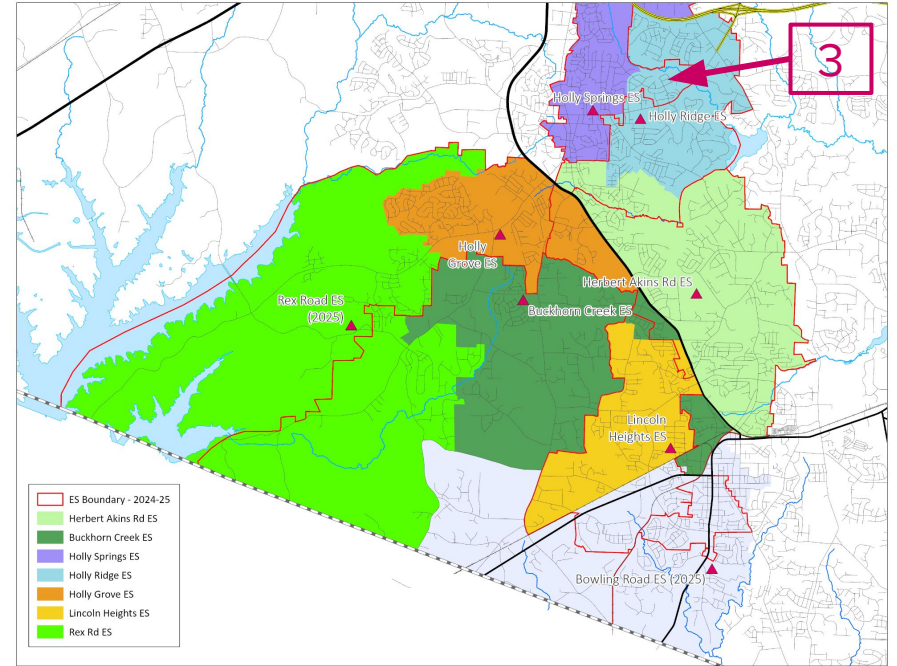 3
Holly Springs ES
Holly Ridge ES
Holly
Grove ES
Herbert Akins Rd ES
Rex Road ES
(2025)
Buckhorn Creek ES
Lincoln
Heights ES
Bowling Road ES (2025)
ES Boundary - 2024-25
Herbert Akins Rd ES
Buckhorn Creek ES
Holly Springs ES
Holly Ridge ES
Holly Grove ES
Lincoln Heights ES
Rex Rd ES